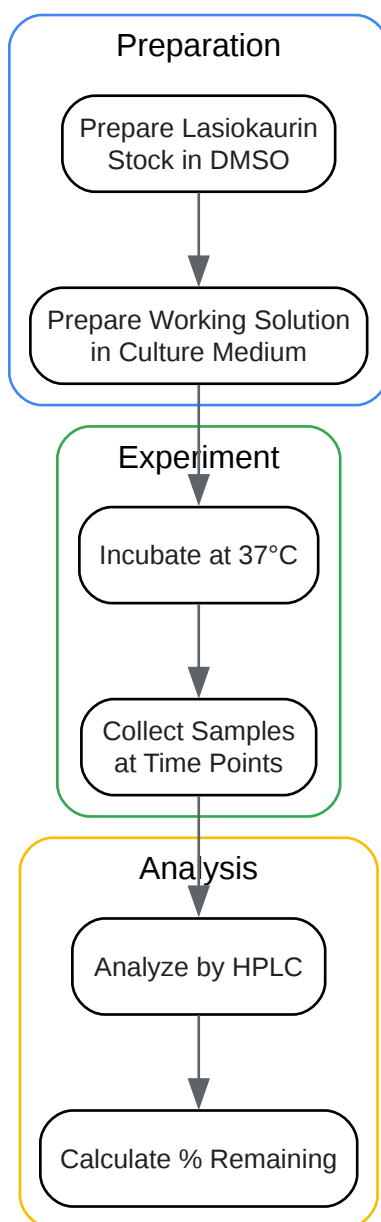 Preparation
Prepare Lasiokaurin
Stock in DMSO
Prepare Working Solution
in Culture Medium
Experiment
Incubate at 37°C
Collect Samples
at Time Points
Analysis
Analyze by HPLC
Calculate % Remaining